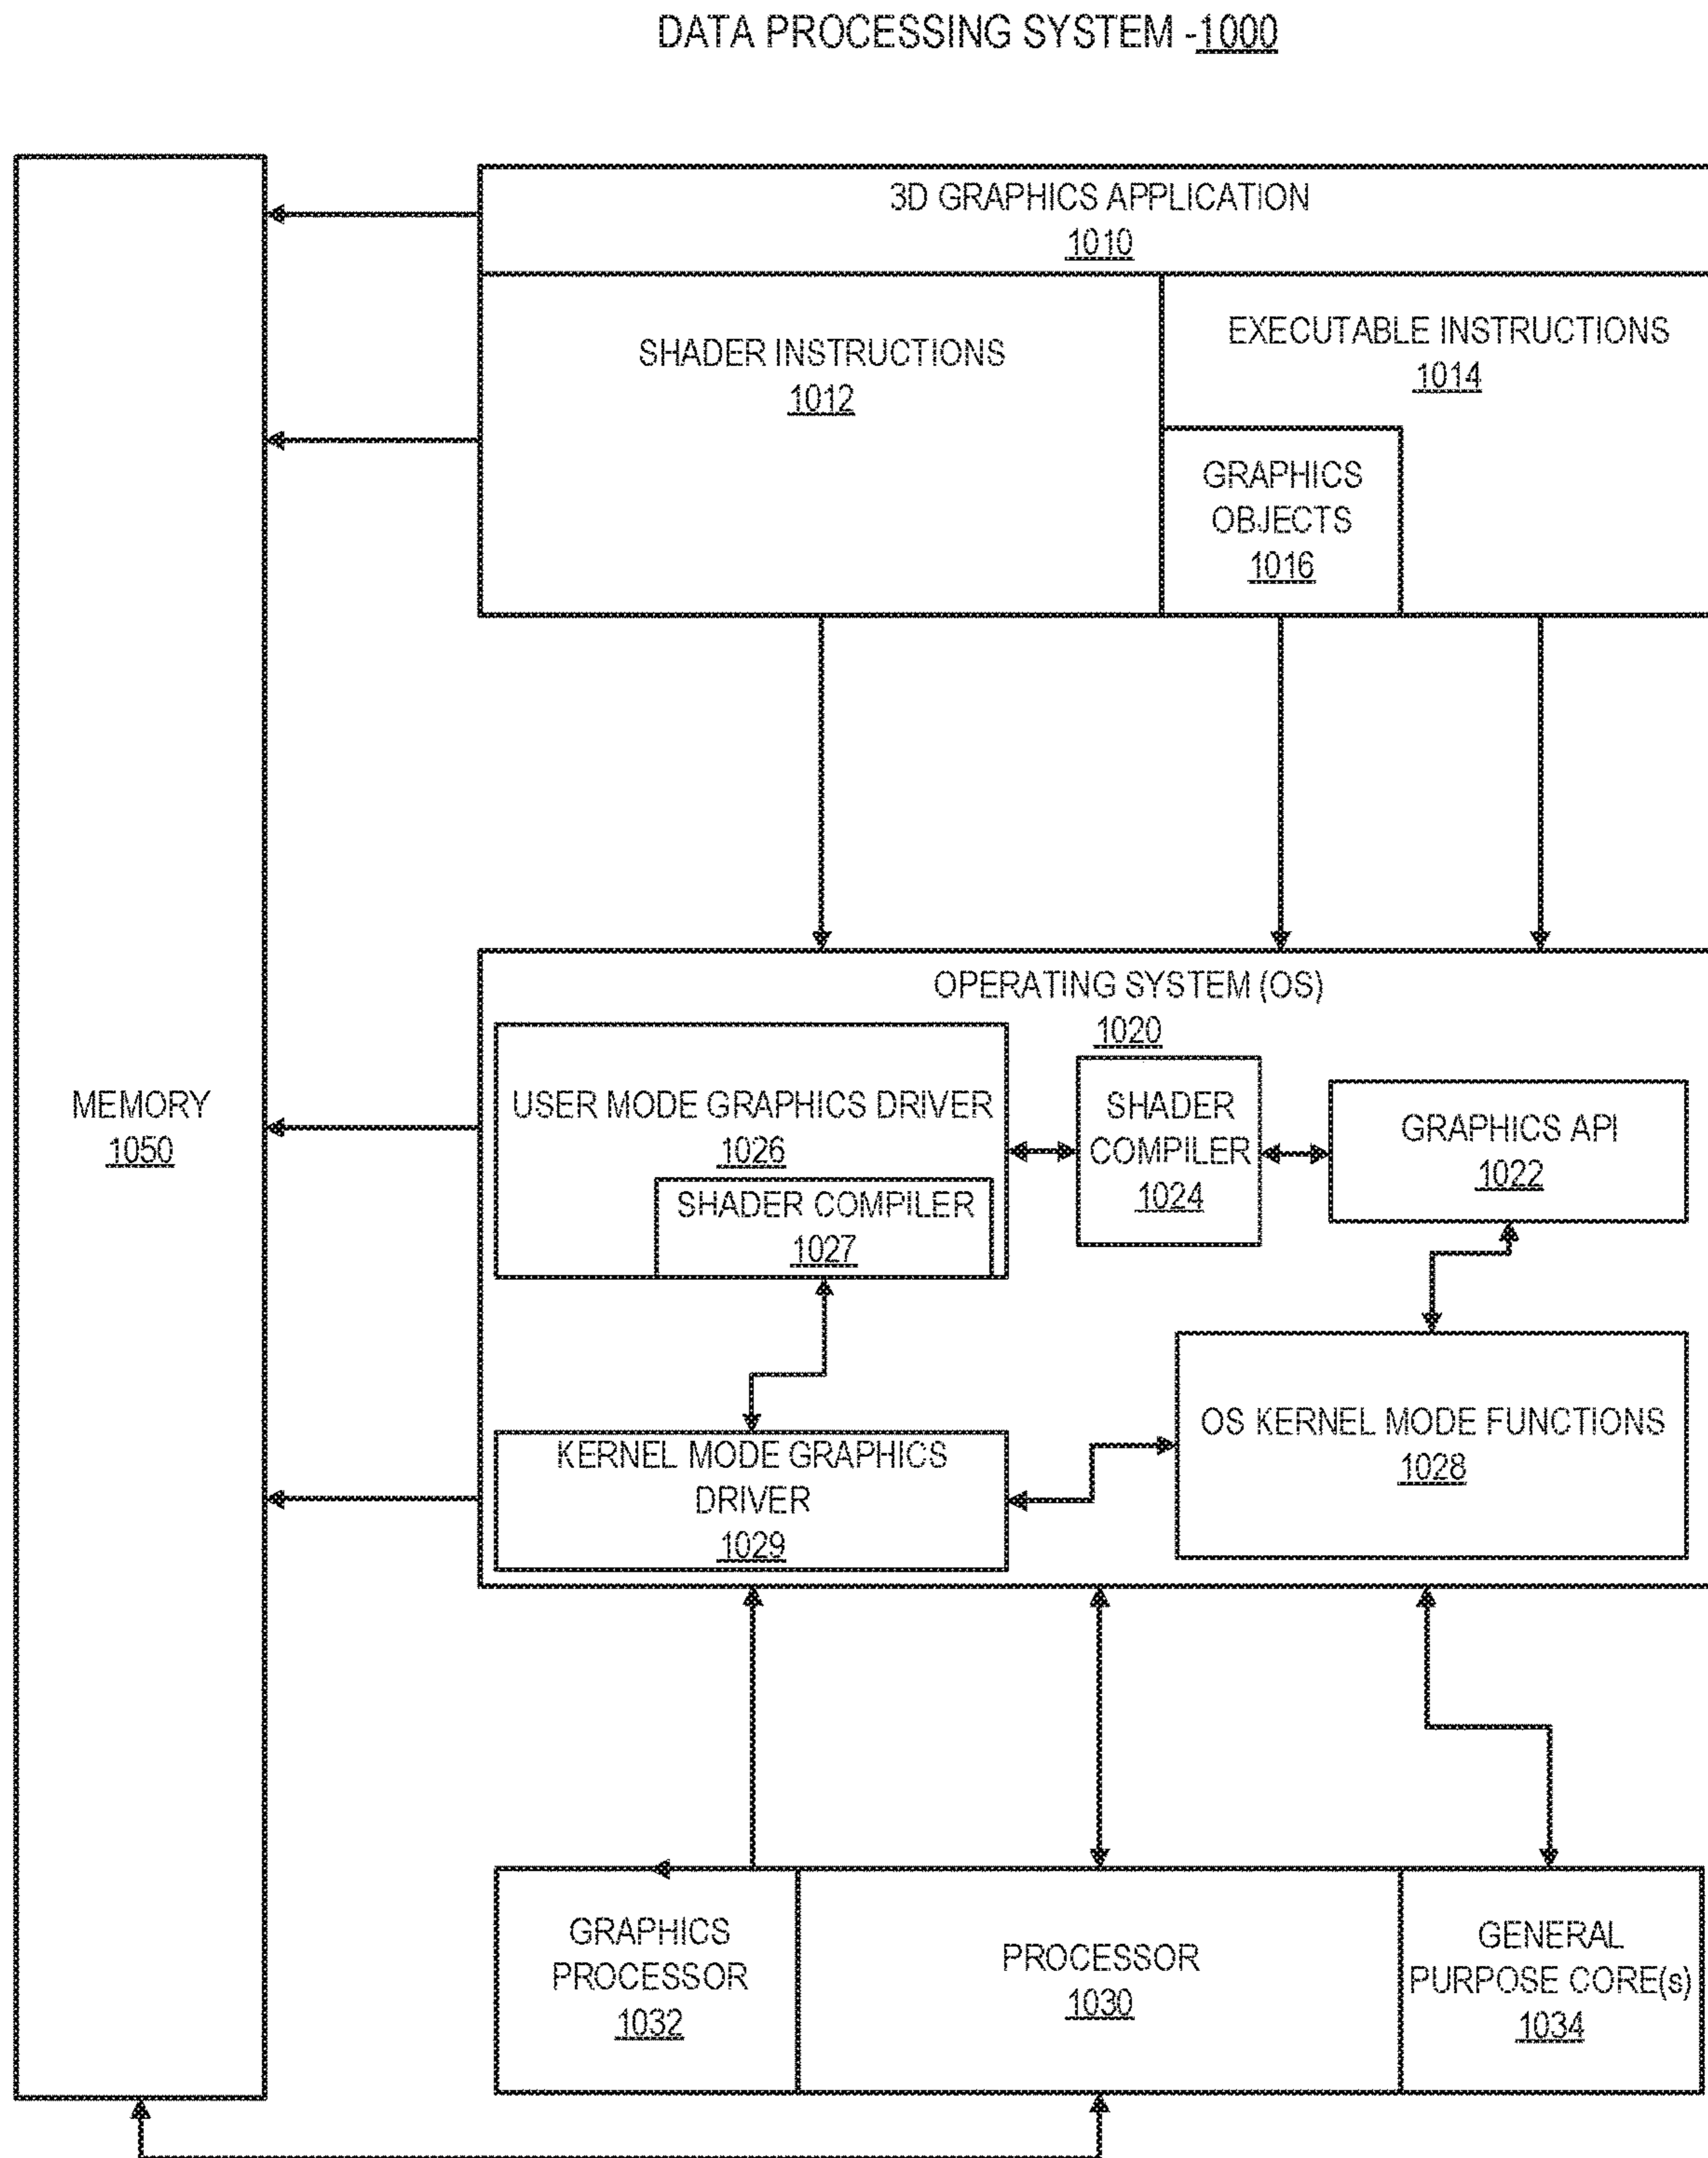 DATA PROCESSING SYSTEM -1000
3D GRAPHICS APPLICATION
1010
SHADER INSTRUCTIONS
1012
EXECUTABLE INSTRUCTIONS
1014
GRAPHICS
OBJECTS
1016
MEMORY
1050
OPERATING SYSTEM (OS)
1020
USER MODE GRAPHICS DRIVER
1026
SHADER COMPILER
1027
SHADER
COMPILER
1024
GRAPHICS API
1022
KERNEL MODE GRAPHICS
DRIVER
1029
OS KERNEL MODE FUNCTIONS
1028
GRAPHICS
PROCESSOR
1032
PROCESSOR
1030
GENERAL
PURPOSE CORE(s)
1034